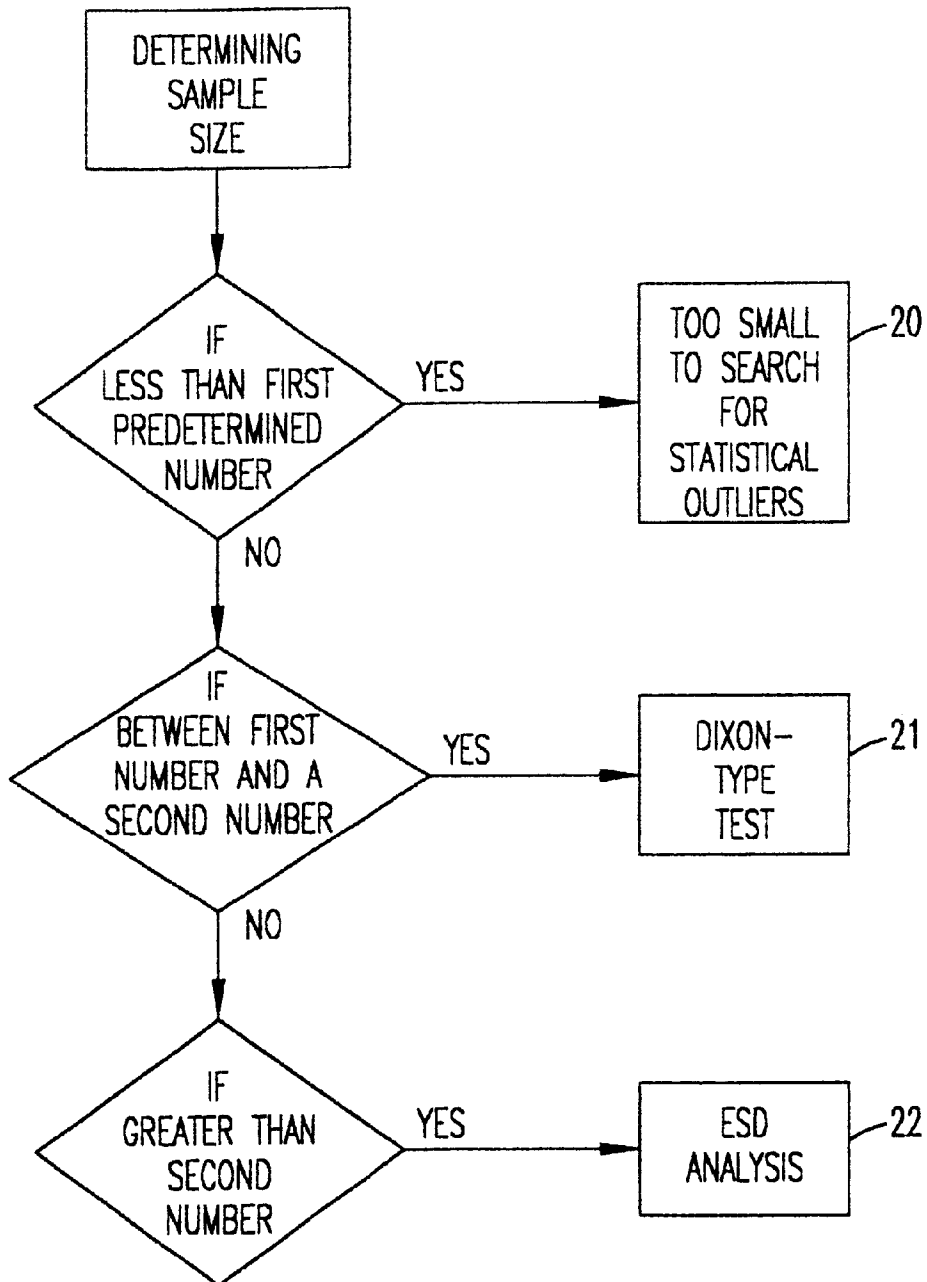 DETERMINING
SAMPLE
SIZE
IF
LESS THAN FIRST
PREDETERMINED
NUMBER
YES
TOO SMALL
TO SEARCH
FOR
STATISTICAL
OUTLIERS
20
NO
IF
BETWEEN FIRST
NUMBER AND A
SECOND NUMBER
YES
DIXON-
TYPE
TEST
21
NO
IF
GREATER THAN
SECOND
NUMBER
YES
ESD
ANALYSIS
22